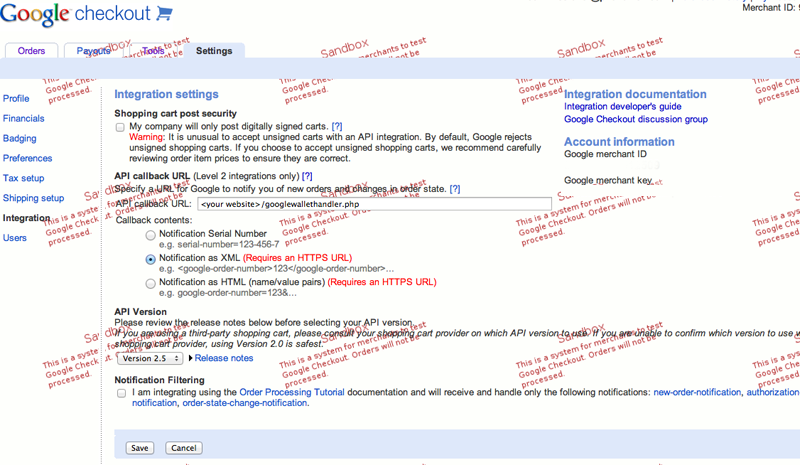 Google checkout
Merchant ID: 9
Orders
Payouts
Tools
Settings
Sandbox
This is a system for merchants to test
Google Checkout. Orders will not be
processed.
Profile
Financials
Badging
Preferences
Tax setup
Shipping setup
Integration
Users
Integration settings
Shopping cart post security
My company will only post digitally signed carts. [?]
Warning: It is unusual to accept unsigned carts with an API integration. By default, Google rejects
unsigned shopping carts. If you choose to accept unsigned shopping carts, we recommend carefully
reviewing order item prices to ensure they are correct.
API callback URL (Level 2 integrations only) [?]
Specify a URL for Google to notify you of new orders and changes in order state. [?]
API callback URL: <your website>/googlewallethandler.php
Callback contents:
Notification Serial Number
e.g. serial-number=123-456-7
Notification as XML (Requires an HTTPS URL)
e.g. <google-order-number>123</google-order-number>...
Notification as HTML (name/value pairs) (Requires an HTTPS URL)
e.g. google-order-number=123&...
API Version
Please review the release notes below before selecting your API version.
If you are using a third-party shopping cart, please consult your shopping cart provider on which API version to use. If you are unable to confirm which version to use w
shopping cart provider, using Version 2.0 is safest.
Version 2.5
Release notes
Notification Filtering
I am integrating using the Order Processing Tutorial documentation and will receive and handle only the following notifications: new-order-notification, authorization
notification, order-state-change-notification.
Save
Cancel
Integration documentation
Integration developer's guide
Google Checkout discussion group
Account information
Google merchant ID
Google merchant key